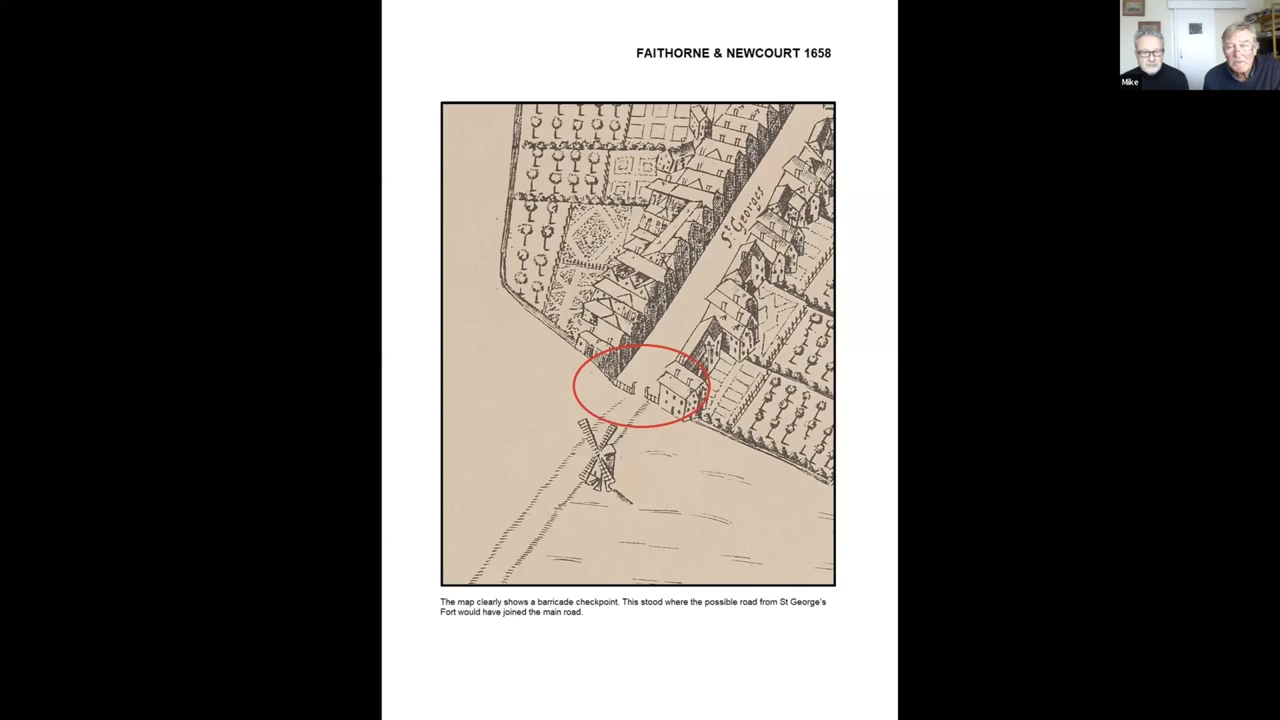 FAITHORNE & NEWCOURT 1658
Mike
St. Georges
The map clearly shows a barricade checkpoint. This stood where the possible road from St George's
Fort would have joined the main road.